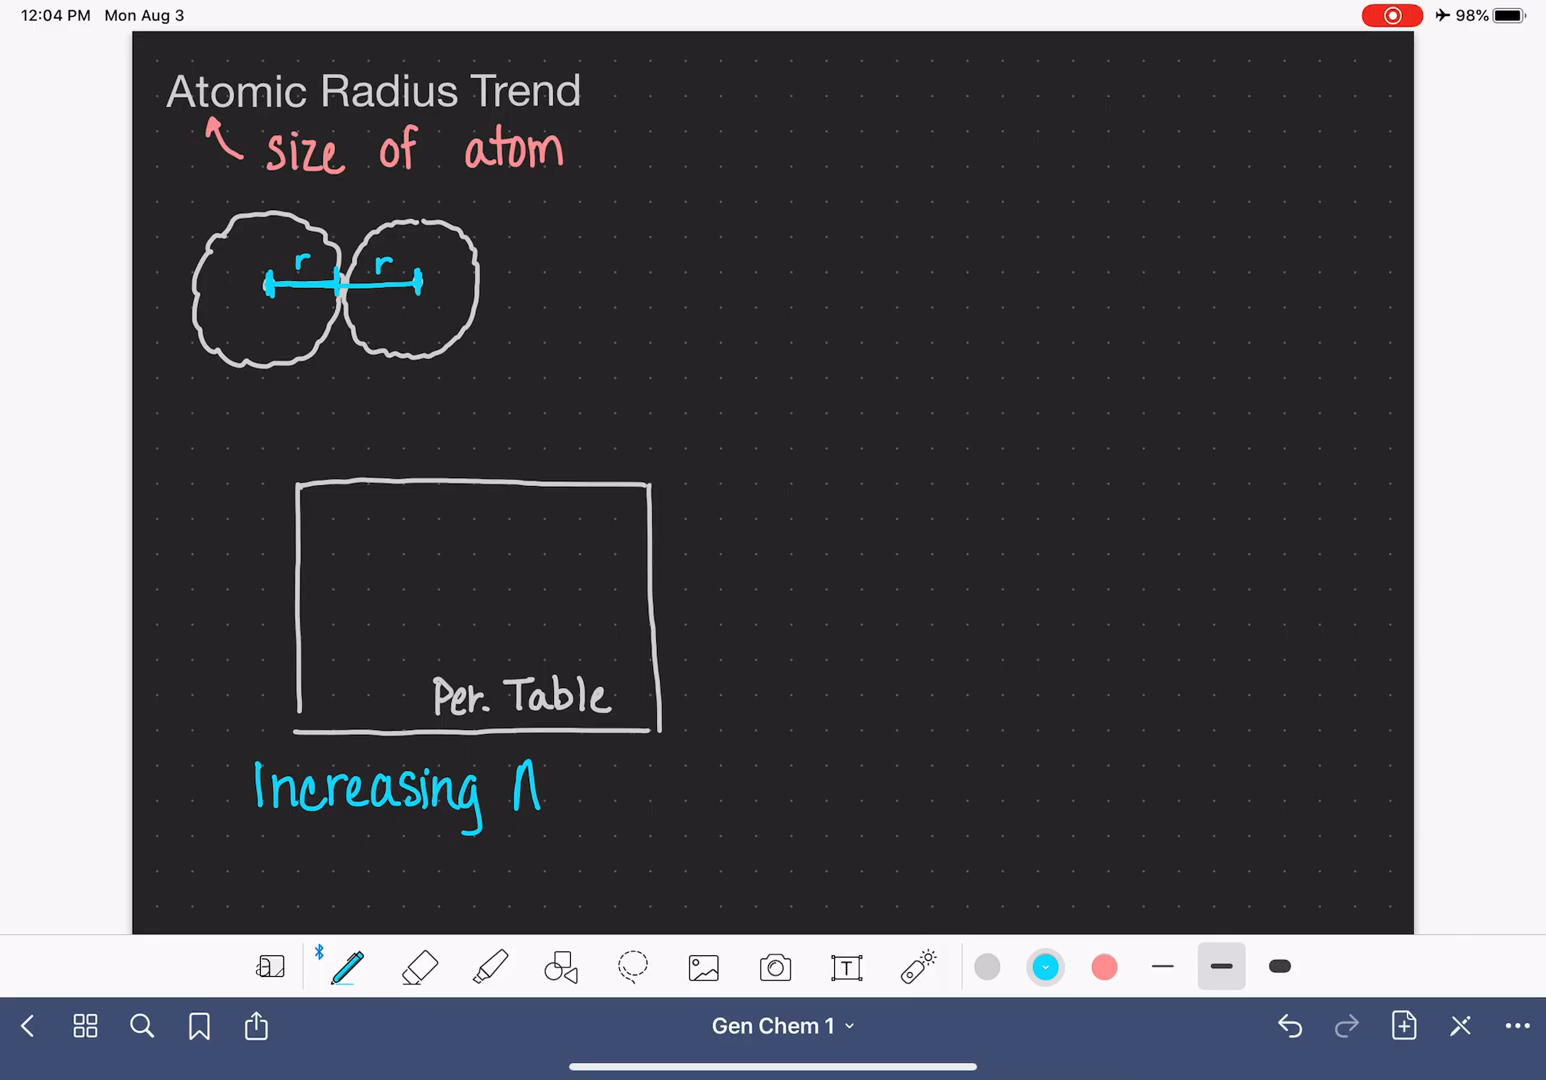 12:04 PM Mon Aug 3
98%
Atomic Radius Trend
size of atom
r r
Per. Table
Increasing
Gen Chem 1